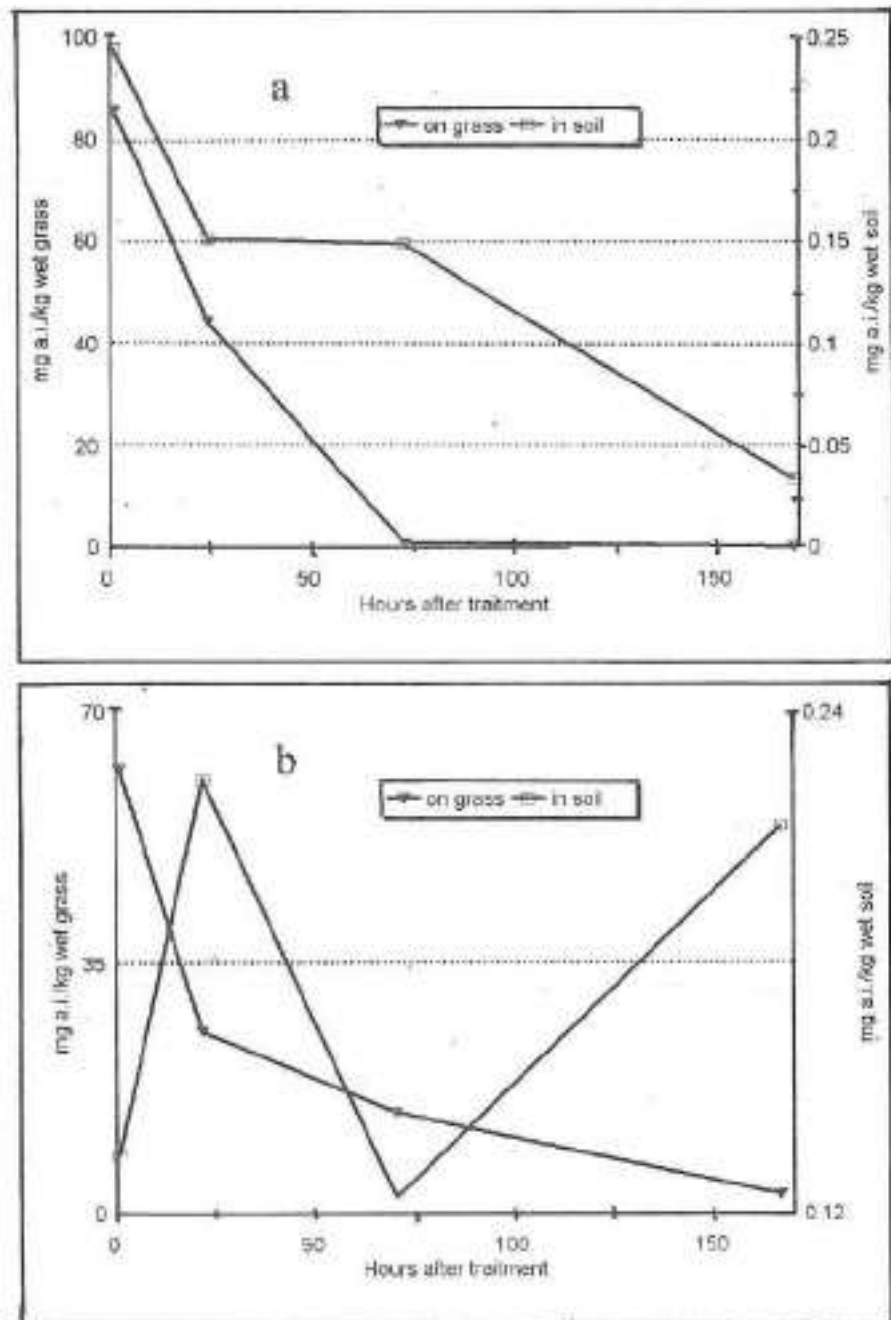 a
100
80
60
40
20
0
0.25
0.2
0.15
0.1
0.05
0
on grass in soil
mg a.i./kg wet grass
mg a.i./kg wet soil
0 50 100 150
Hours after traitment
b
70
35
0
0.24
0.12
on grass in soil
mg a.i./kg wet grass
mg a.i./kg wet soil
0 50 100 150
Hours after traitment